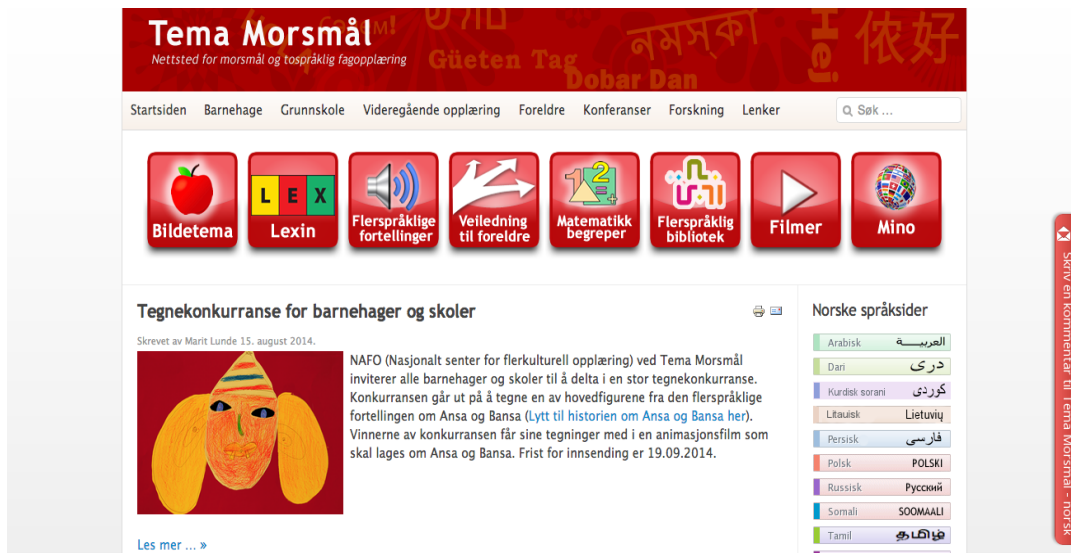 Tema Morsmål
Nettsted for morsmål og tospråklig fagopplæring
Güeten Tag
Dobar Dan
নমস্কা
Hej
你好
Startsiden Barnehage Grunnskole Videregående opplæring Foreldre Konferanser Forskning Lenker Søk ...
Bildetema
LEX
Lexin
Flerspråklige
fortellinger
Veiledning
til foreldre
1 2
Matematikk
begreper
Flerspråklig
bibliotek
Filmer
Mino
Tegnekonkurranse for barnehager og skoler
Skrevet av Marit Lunde 15. august 2014.
NAFO (Nasjonalt senter for flerkulturell opplæring) ved Tema Morsmål
inviterer alle barnehager og skoler til å delta i en stor tegnekonkurranse.
Konkurransen går ut på å tegne en av hovedfigurene fra den flerspråklige
fortellingen om Ansa og Bansa (Lytt til historien om Ansa og Bansa her).
Vinnerne av konkurransen får sine tegninger med i en animasjonsfilm som
skal lages om Ansa og Bansa. Frist for innsending er 19.09.2014.
Les mer ... »
Norske språksider
Arabisk العربيـــة
Dari دری
Kurdisk sorani کوردی
Litauisk Lietuvių
Persisk فارسی
Polsk POLSKI
Russisk Русский
Somali SOOMAALI
Tamil தமிழ்
Skriv en kommentar til Tema Morsmål - norsk